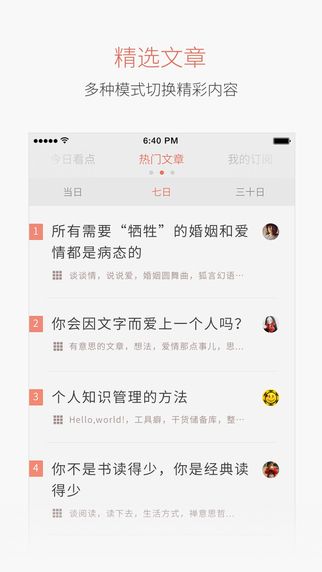 精选文章
多种模式切换精彩内容
6:40 PM
今日看点
热门文章
我的订阅
当日
七日
三十日
1
所有需要“牺牲”的婚姻和爱
情都是病态的
谈谈情，说说爱，婚姻圆舞曲，狐言幻语…
2
你会因文字而爱上一个人吗？
有意思的文章，想法，爱情那点事儿，思…
3
个人知识管理的方法
Hello,world!，工具癖，干货储备库，整…
4
你不是书读得少，你是经典读
得少
谈阅读，读下去，生活方式，禅意思哲…